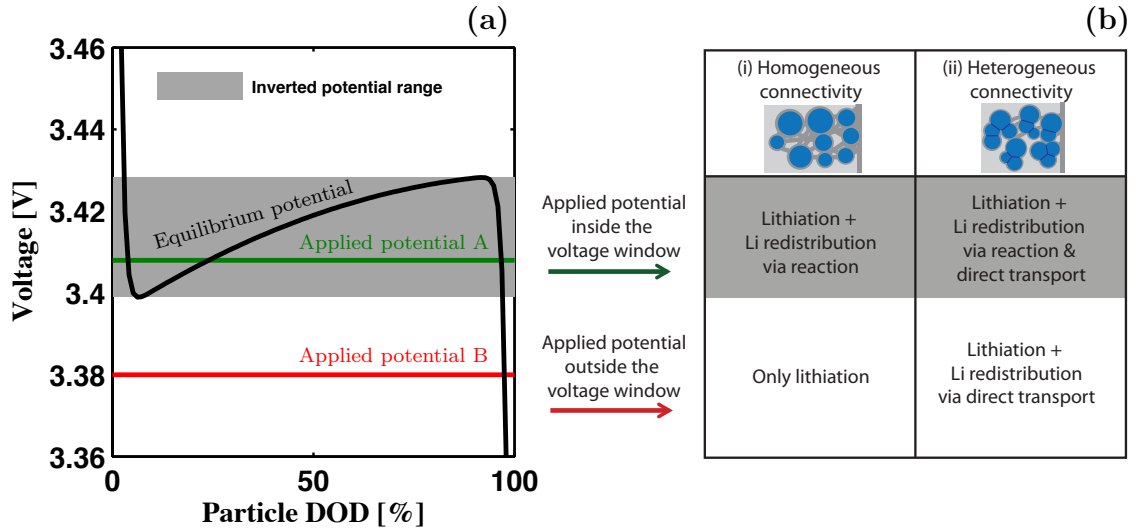 (a)
Voltage [V]
3.46
3.44
3.42
3.4
3.38
3.36
Inverted potential range
Equilibrium potential
Applied potential A
Applied potential B
0
50
100
Particle DOD [%]
Applied potential
inside the
voltage window
Applied potential
outside the
voltage window
(b)
(i) Homogeneous
connectivity
(ii) Heterogeneous
connectivity
Lithiation +
Li redistribution
via reaction
Lithiation +
Li redistribution
via reaction &
direct transport
Only lithiation
Lithiation +
Li redistribution
via direct transport